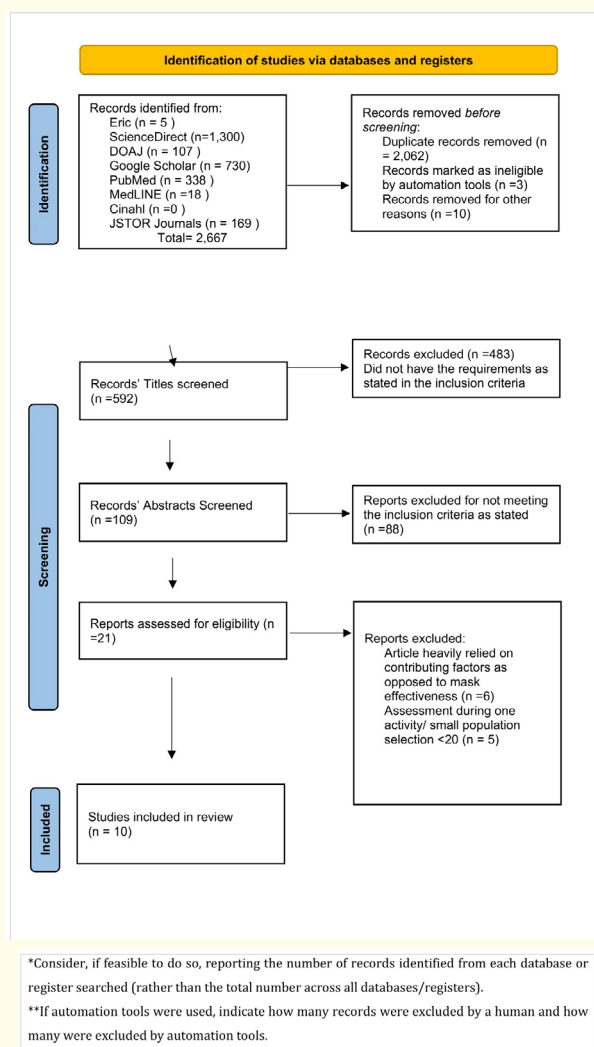 Identification of studies via databases and registers
Identification
Records identified from:
Eric (n = 5 )
ScienceDirect (n=1,300)
DOAJ (n = 107 )
Google Scholar (n = 730)
PubMed (n = 338 )
MedLINE (n =18 )
Cinahl (n =0 )
JSTOR Journals (n = 169 )
Total= 2,667
Records removed before
screening:
Duplicate records removed (n
= 2,062)
Records marked as ineligible
by automation tools (n =3)
Records removed for other
reasons (n =10)
Screening
Records' Titles screened
(n =592)
Records excluded (n =483)
Did not have the requirements as
stated in the inclusion criteria
Records' Abstracts Screened
(n =109)
Reports excluded for not meeting
the inclusion criteria as stated
(n =88)
Reports assessed for eligibility (n
=21)
Reports excluded:
Article heavily relied on
contributing factors as
opposed to mask
effectiveness (n =6)
Assessment during one
activity/ small population
selection <20 (n = 5)
Included
Studies included in review
(n = 10)
*Consider, if feasible to do so, reporting the number of records identified from each database or
register searched (rather than the total number across all databases/registers).
**If automation tools were used, indicate how many records were excluded by a human and how
many were excluded by automation tools.